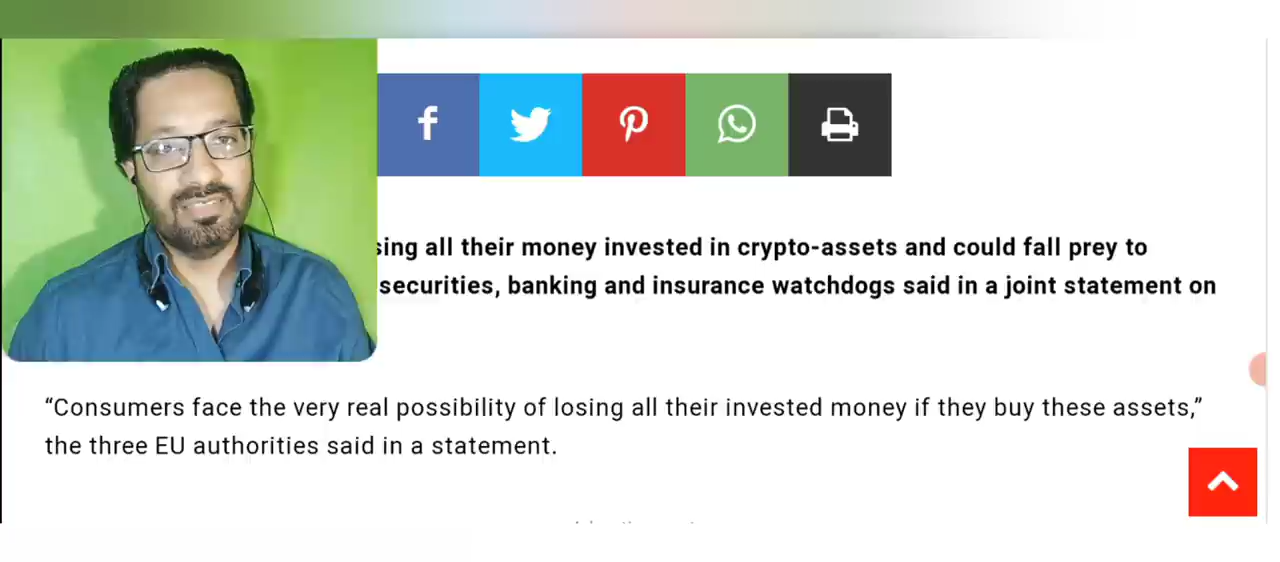 all their money invested in crypto-assets and could fall prey to
securities, banking and insurance watchdogs said in a joint statement on
“Consumers face the very real possibility of losing all their invested money if they buy these assets,”
the three EU authorities said in a statement.